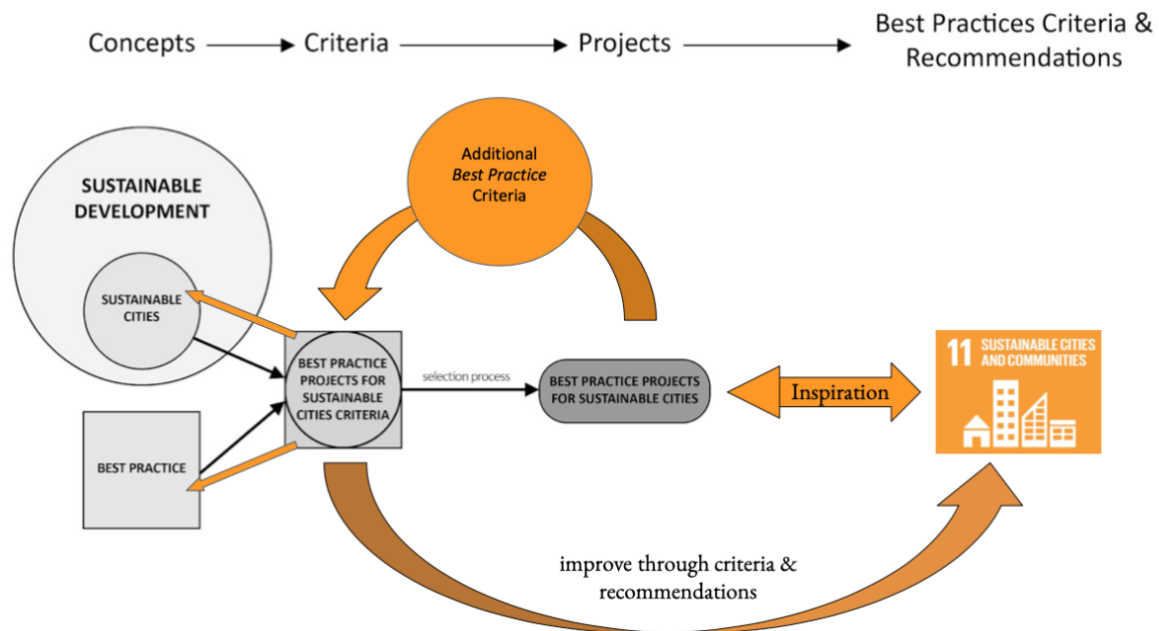 Concepts
Criteria
Projects
Best Practices Criteria &
Recommendations
Additional
Best Practice
Criteria
SUSTAINABLE
DEVELOPMENT
SUSTAINABLE
CITIES
BEST PRACTICE
PROJECTS FOR
SUSTAINABLE
CITIES CRITERIA
selection process
BEST PRACTICE PROJECTS
FOR SUSTAINABLE CITIES
Inspiration
11 SUSTAINABLE CITIES
AND COMMUNITIES
BEST PRACTICE
improve through criteria &
recommendations